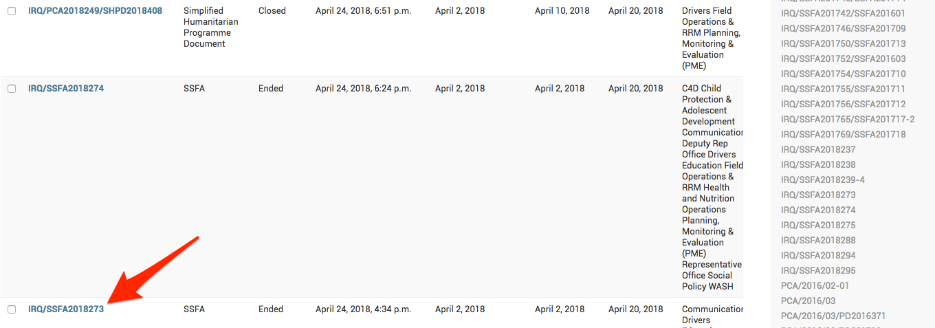 IRQ/PCA2018249/SHPD2018408 Simplified Closed April 24, 2018, 6:51 p.m. April 2, 2018 April 10, 2018 April 20, 2018 Drivers Field
Humanitarian Operations &
Programme RRM Planning,
Document Monitoring &
Evaluation
(PME)
IRQ/SSFA2018274 SSFA Ended April 24, 2018, 6:24 p.m. April 2, 2018 April 2, 2018 April 20, 2018 C4D Child
Protection &
Adolescent
Development
Communication
Deputy Rep
Office Drivers
Education Field
Operations &
RRM Health
and Nutrition
Operations
Planning,
Monitoring &
Evaluation
(PME)
Representative
Office Social
Policy WASH
IRQ/SSFA2018273 SSFA Ended April 24, 2018, 4:34 p.m. April 2, 2018 April 2, 2018 April 20, 2018 Communication
Drivers
IRQ/SSFA201742/SSFA201601
IRQ/SSFA201746/SSFA201709
IRQ/SSFA201750/SSFA201713
IRQ/SSFA201752/SSFA201603
IRQ/SSFA201754/SSFA201710
IRQ/SSFA201755/SSFA201711
IRQ/SSFA201756/SSFA201712
IRQ/SSFA201765/SSFA201717-2
IRQ/SSFA201769/SSFA201718
IRQ/SSFA2018237
IRQ/SSFA2018238
IRQ/SSFA2018239-4
IRQ/SSFA2018273
IRQ/SSFA2018274
IRQ/SSFA2018275
IRQ/SSFA2018288
IRQ/SSFA2018294
IRQ/SSFA2018295
PCA/2016/02-01
PCA/2016/03
PCA/2016/03/PD2016371